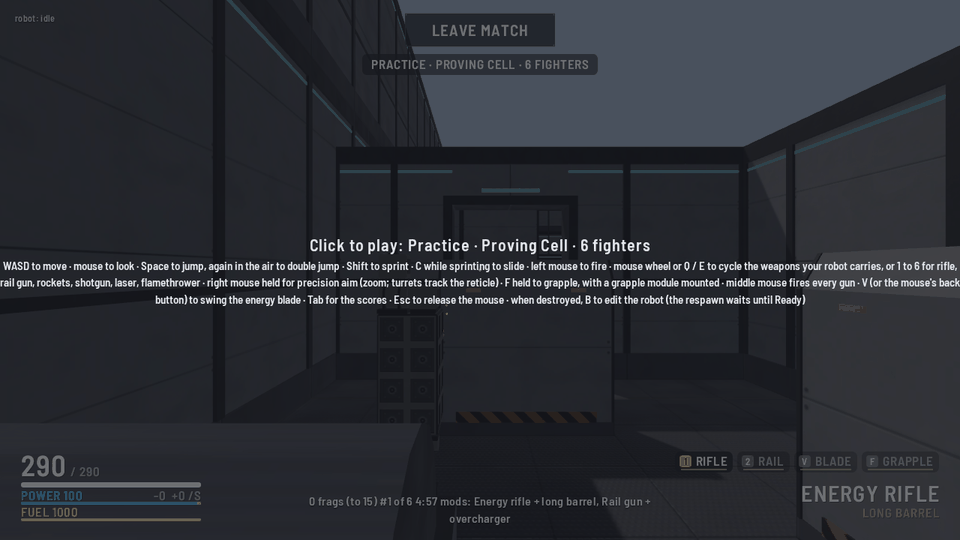 robot: idle
LEAVE MATCH
PRACTICE · PROVING CELL · 6 FIGHTERS
Click to play: Practice · Proving Cell · 6 fighters
WASD to move · mouse to look · Space to jump, again in the air to double jump · Shift to sprint · C while sprinting to slide · left mouse to fire · mouse wheel or Q / E to cycle the weapons your robot carries, or 1 to 6 for rifle,
rail gun, rockets, shotgun, laser, flamethrower · right mouse held for precision aim (zoom; turrets track the reticle) · F held to grapple, with a grapple module mounted · middle mouse fires every gun · V (or the mouse's back
button) to swing the energy blade · Tab for the scores · Esc to release the mouse · when destroyed, B to edit the robot (the respawn waits until Ready)
290 / 290
POWER 100 -0 +0 /S
FUEL 1000
0 frags (to 15) #1 of 6 4:57 mods: Energy rifle + long barrel, Rail gun +
overcharger
1 RIFLE 2 RAIL V BLADE F GRAPPLE
ENERGY RIFLE
LONG BARREL